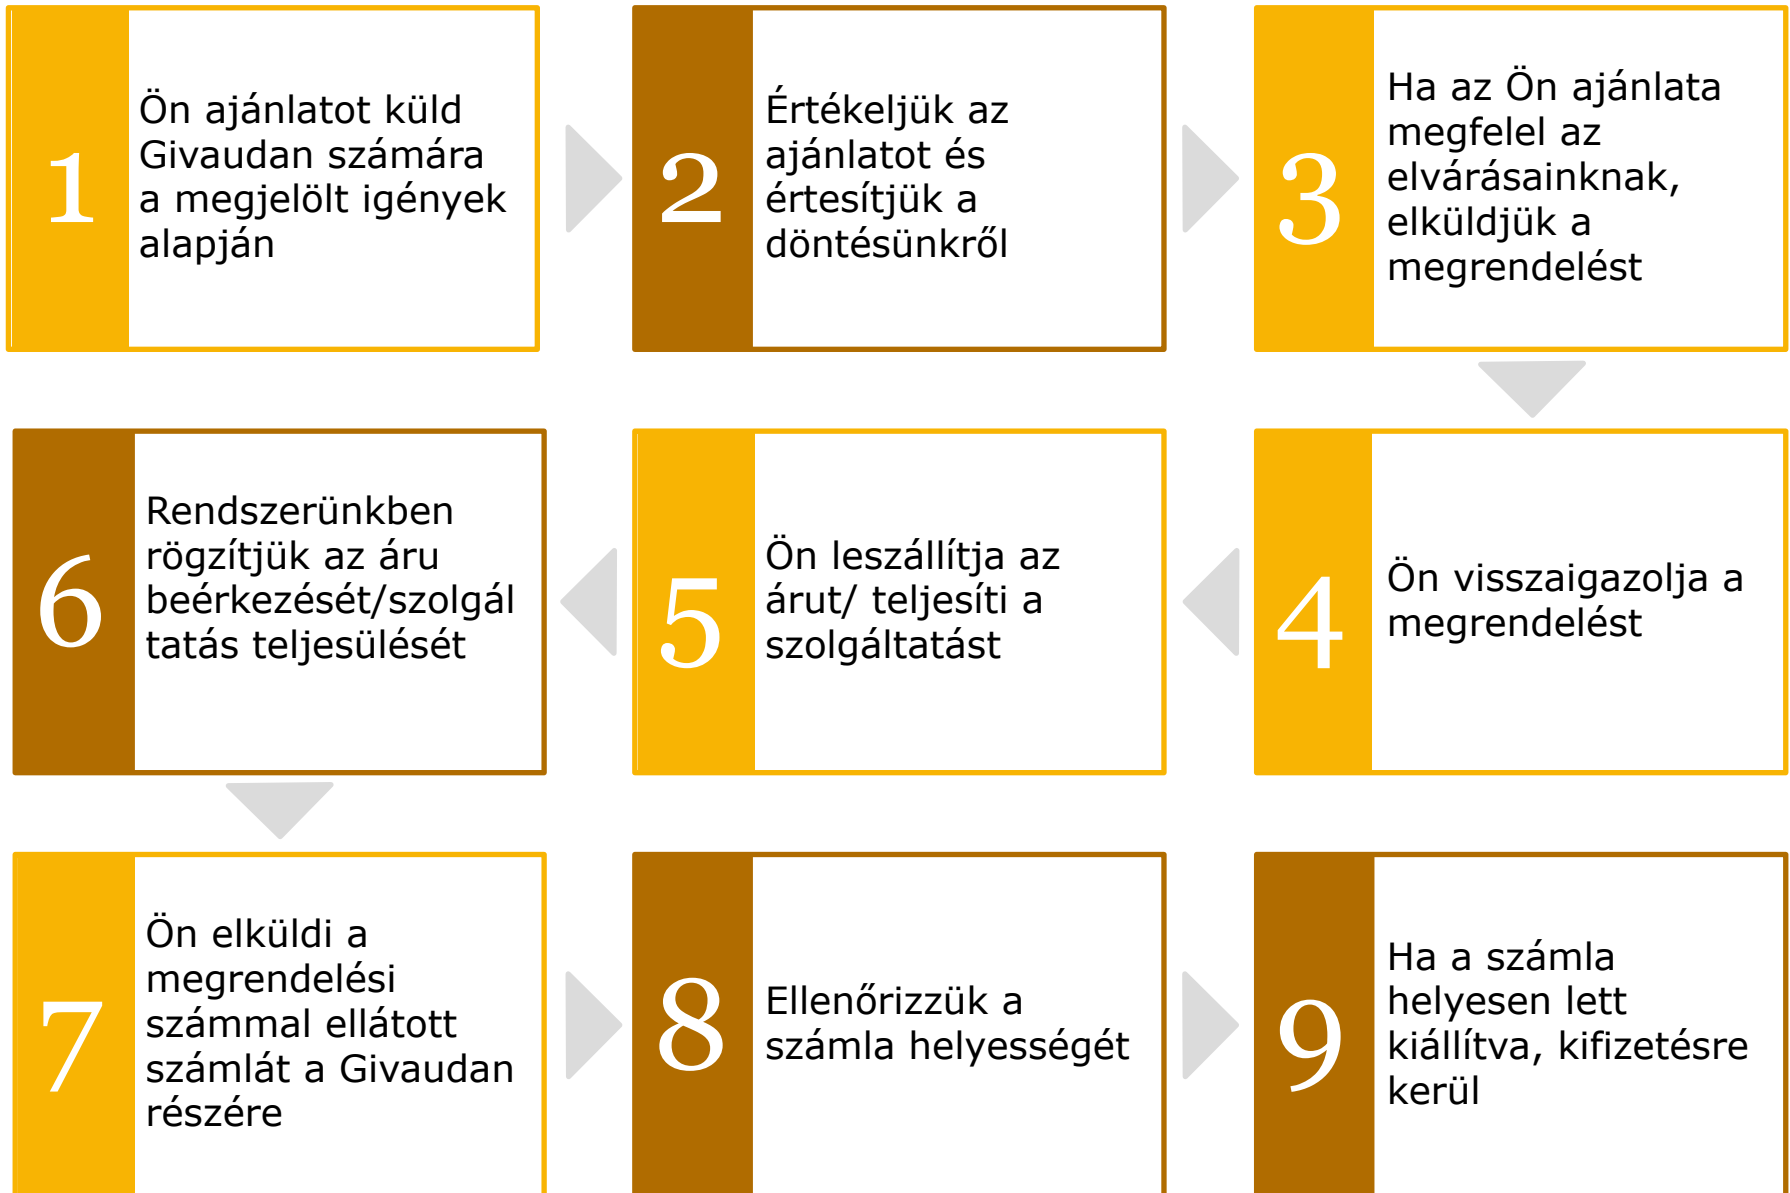 1
Ön ajánlatot küld
Givaudan számára
a megjelölt igények
alapján
2
Értékeljük az
ajánlatot és
értesítjük a
döntésünkről
3
Ha az Ön ajánlata
megfelel az
elvárásainknak,
elküldjük a
megrendelést
4
Ön visszaigazolja a
megrendelést
5
Ön leszállítja az
árut/ teljesíti a
szolgáltatást
6
Rendszerünkben
rögzítjük az áru
beérkezését/szolgál
tatás teljesülését
7
Ön elküldi a
megrendelési
számmal ellátott
számlát a Givaudan
részére
8
Ellenőrizzük a
számla helyességét
9
Ha a számla
helyesen lett
kiállítva, kifizetésre
kerül